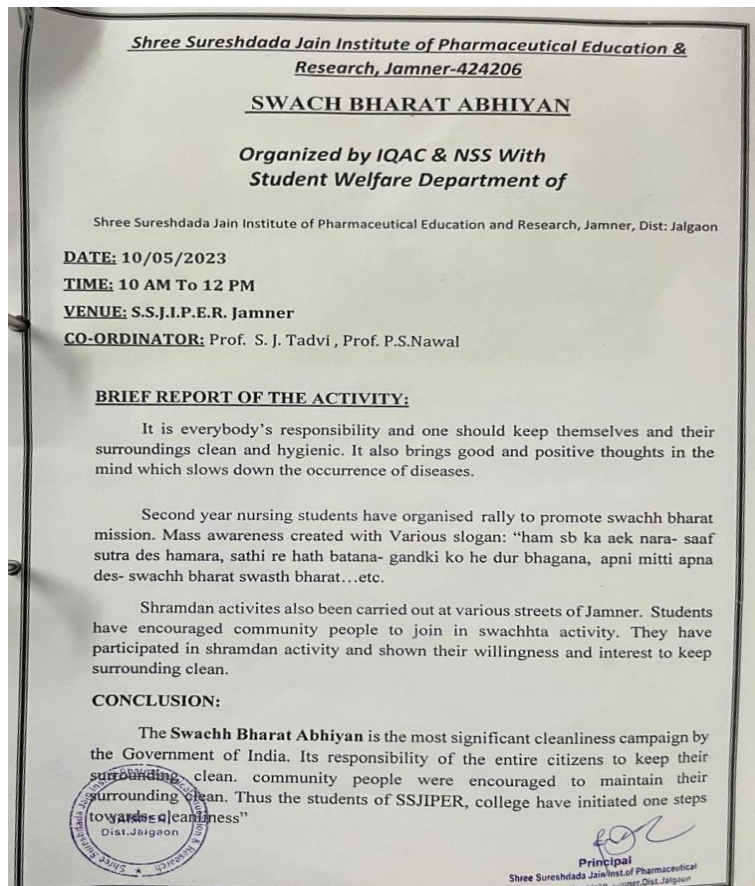 Shree Sureshdada Jain Institute of Pharmaceutical Education &
Research, Jamner-424206
SWACH BHARAT ABHIYAN
Organized by IQAC & NSS With
Student Welfare Department of
Shree Sureshdada Jain Institute of Pharmaceutical Education and Research, Jamner, Dist: Jalgaon
DATE: 10/05/2023
TIME: 10 AM To 12 PM
VENUE: S.S.J.I.P.E.R. Jamner
CO-ORDINATOR: Prof. S. J. Tadvi , Prof. P.S.Nawal
BRIEF REPORT OF THE ACTIVITY:
It is everybody's responsibility and one should keep themselves and their
surroundings clean and hygienic. It also brings good and positive thoughts in the
mind which slows down the occurrence of diseases.
Second year nursing students have organised rally to promote swachh bharat
mission. Mass awareness created with Various slogan: “ham sb ka aek nara- saaf
sutra des hamara, sathi re hath batana- gandki ko he dur bhagana, apni mitti apna
des- swachh bharat swasth bharat…etc.
Shramdan activites also been carried out at various streets of Jamner. Students
have encouraged community people to join in swachhta activity. They have
participated in shramdan activity and shown their willingness and interest to keep
surrounding clean.
CONCLUSION:
The Swachh Bharat Abhiyan is the most significant cleanliness campaign by
the Government of India. Its responsibility of the entire citizens to keep their
surrounding clean. community people were encouraged to maintain their
surrounding clean. Thus the students of SSJIPER, college have initiated one steps
towards cleanliness”
Dist.Jalgaon
Principal
Shree Sureshdada Jain Inst.of Pharmaceutical
Dist.Jalgaon